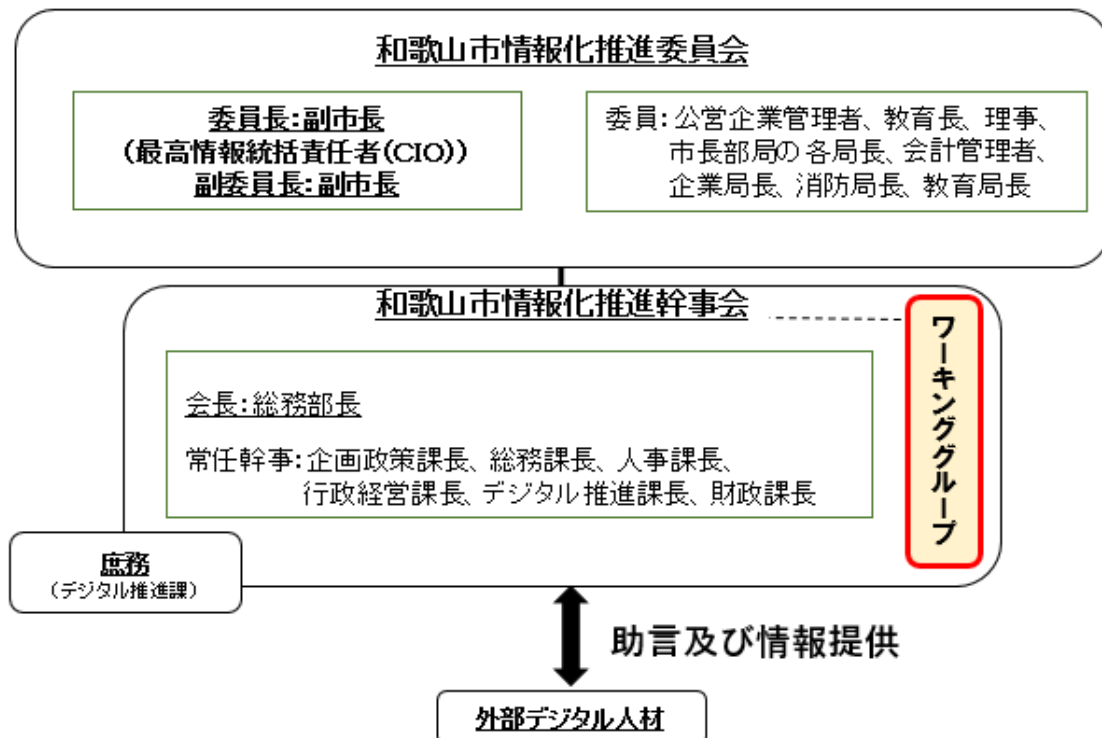 和歌山市情報化推進委員会
委員長：副市長
（最高情報統括責任者（CIO））
副委員長：副市長
委員：公営企業管理者、教育長、理事、
市長部局の各局長、会計管理者、
企業局長、消防局長、教育局長
和歌山市情報化推進幹事会
ワーキンググループ
会長：総務部長
常任幹事：企画政策課長、総務課長、人事課長、
行政経営課長、デジタル推進課長、財政課長
庶務
（デジタル推進課）
助言及び情報提供
外部デジタル人材